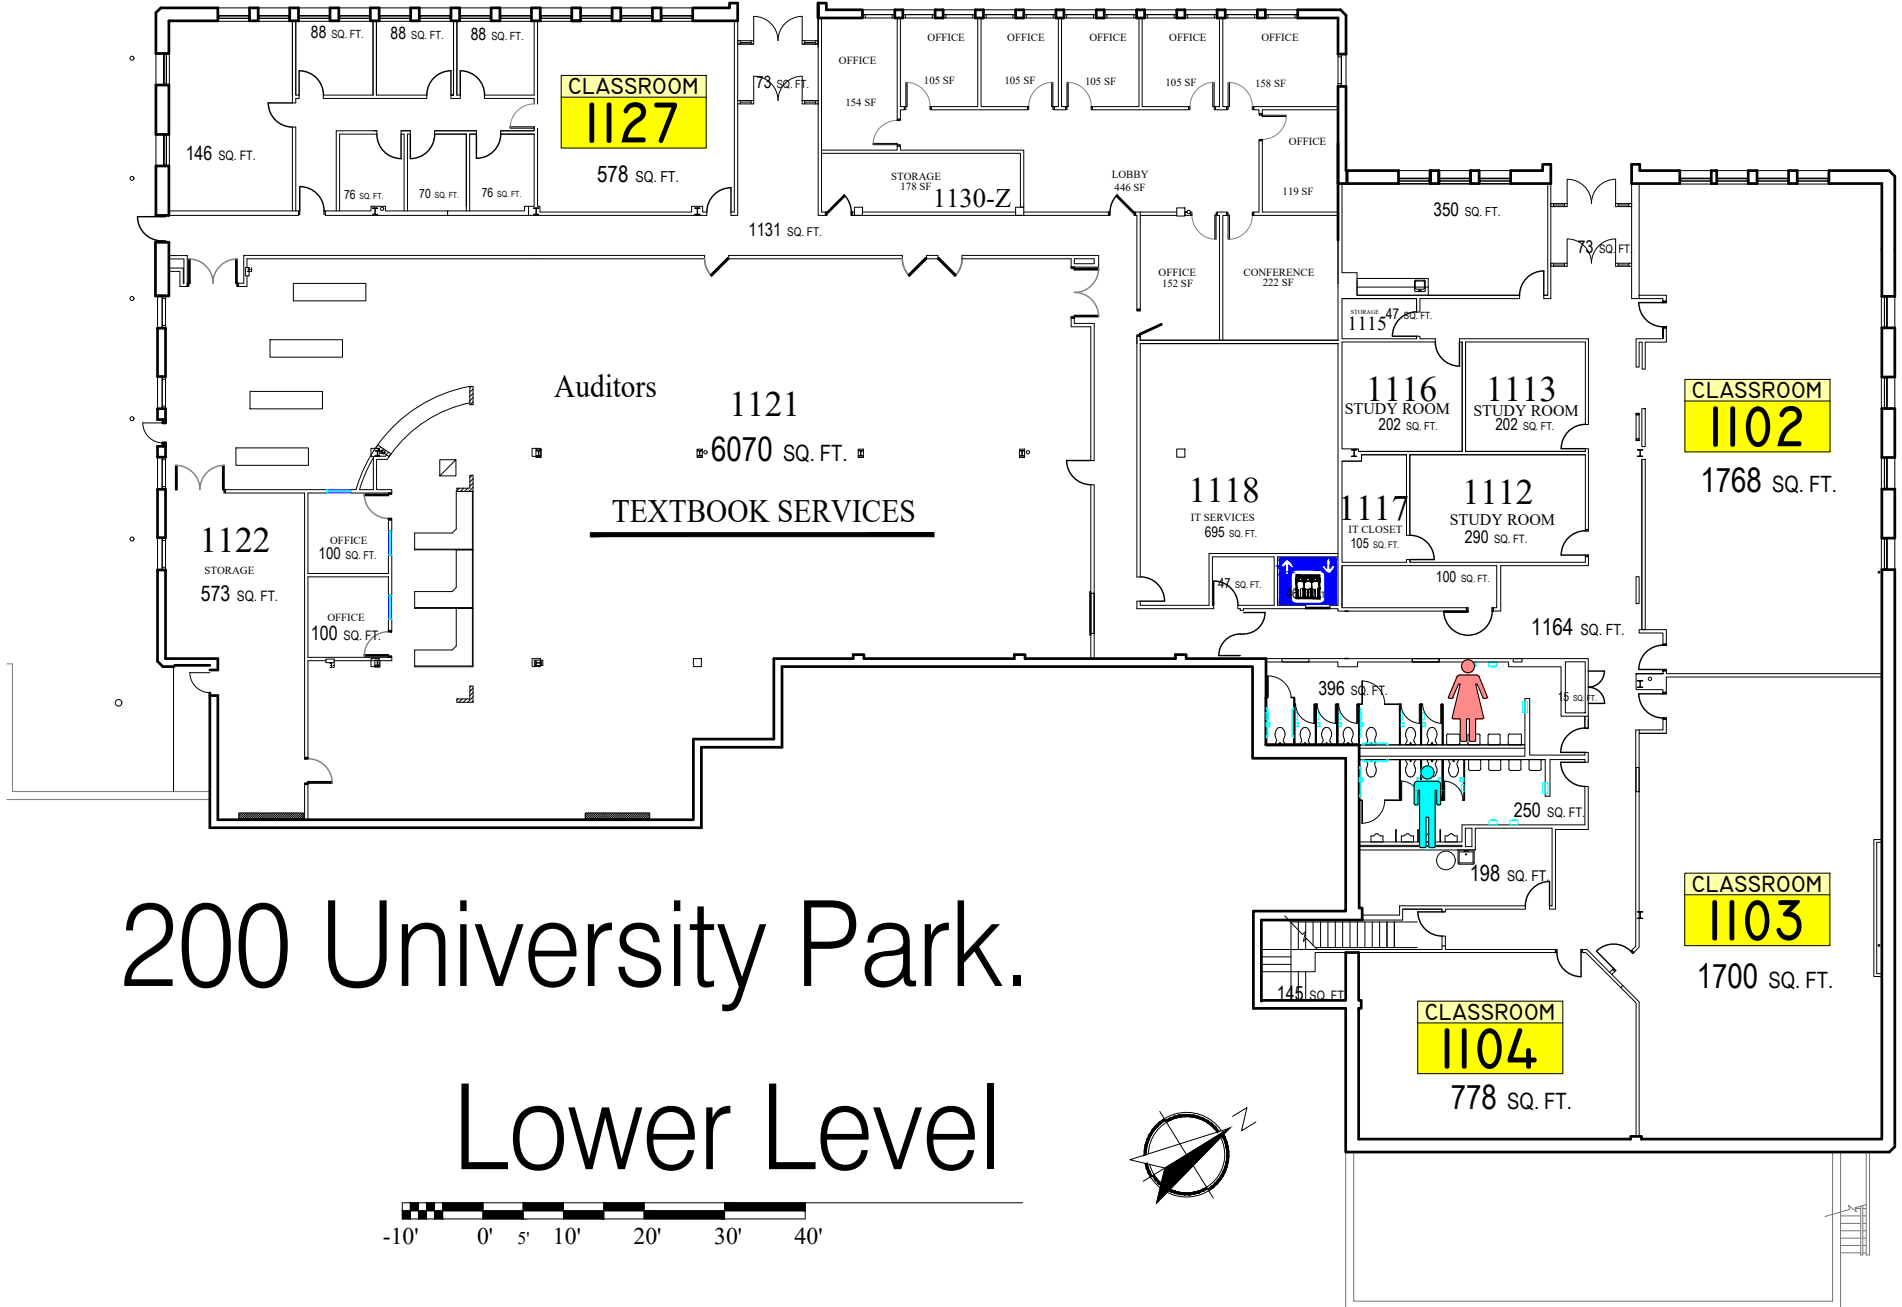 88 SQ. FT.
88 SQ. FT.
88 SQ. FT.
CLASSROOM
1127
578 SQ. FT.
146 SQ. FT.
76 SQ. FT.
70 SQ. FT.
76 SQ. FT.
73 SQ. FT.
OFFICE
154 SF
OFFICE
105 SF
OFFICE
105 SF
OFFICE
105 SF
OFFICE
105 SF
OFFICE
158 SF
OFFICE
119 SF
STORAGE
178 SF
1130-Z
LOBBY
446 SF
1131 SQ. FT.
OFFICE
152 SF
CONFERENCE
222 SF
350 SQ. FT.
73 SQ. FT.
STORAGE
47 SQ. FT.
1115
Auditors
1121
6070 SQ. FT.
TEXTBOOK SERVICES
1116
STUDY ROOM
202 SQ. FT.
1113
STUDY ROOM
202 SQ. FT.
CLASSROOM
1102
1768 SQ. FT.
1118
IT SERVICES
695 SQ. FT.
1117
IT CLOSET
105 SQ. FT.
1112
STUDY ROOM
290 SQ. FT.
1122
STORAGE
573 SQ. FT.
OFFICE
100 SQ. FT.
OFFICE
100 SQ. FT.
47 SQ. FT.
100 SQ. FT.
1164 SQ. FT.
396 SQ. FT.
15 SQ. FT.
250 SQ. FT.
198 SQ. FT.
145 SQ. FT.
CLASSROOM
1103
1700 SQ. FT.
CLASSROOM
1104
778 SQ. FT.
200 University Park.
Lower Level
N
-10' 0' 5' 10' 20' 30' 40'